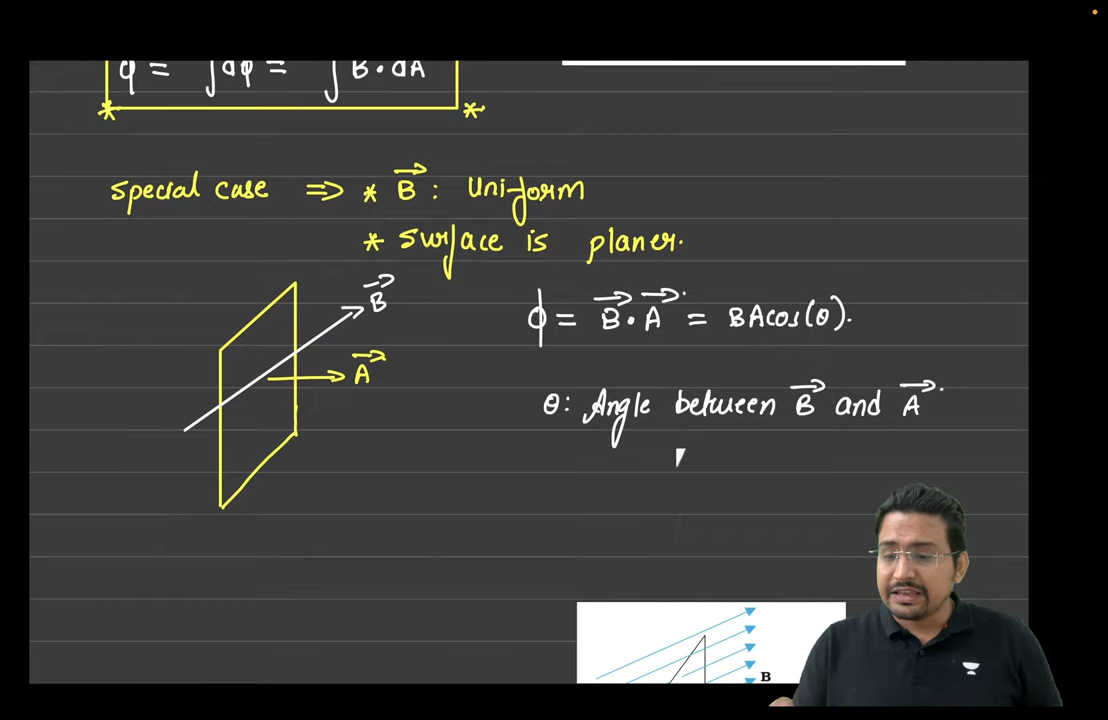 φ = ∫dφ = ∫B·dA
* *
special case ⇒ * B⃗ : Uniform
* surface is planer.
B⃗
A⃗
ϕ = B⃗·A⃗ = BAcos(θ).
θ: Angle between B⃗ and A⃗.
B